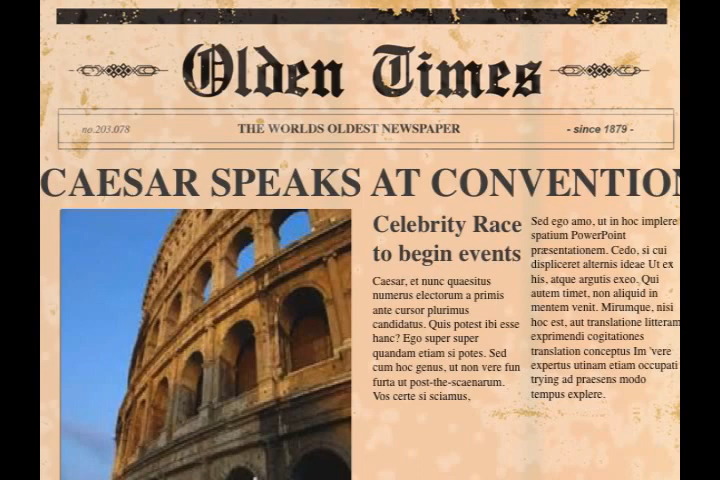 Olden Times
no.203.078 THE WORLDS OLDEST NEWSPAPER - since 1879 -
CAESAR SPEAKS AT CONVENTION
Celebrity Race
to begin events
Caesar, et nunc quaesitus
numerus electorum a primis
ante cursor plurimus
candidatus. Quis potest ibi esse
hanc? Ego super super
quandam etiam si potes. Sed
cum hoc genus, ut non vere fun
furta ut post-the-scaenarum.
Vos certe si sciamus,
Sed ego amo, ut in hoc implere
spatium PowerPoint
præsentationem. Cedo, si cui
displiceret alternis ideae Ut ex
his, atque argutis exeo. Qui
autem timet, non aliquid in
mentem venit. Mirumque, nisi
hoc est, aut translatione litteram
exprimendi cogitationes
translation conceptus Im 'vere
expertus utinam etiam occupati
trying ad praesens modo
tempus explere.